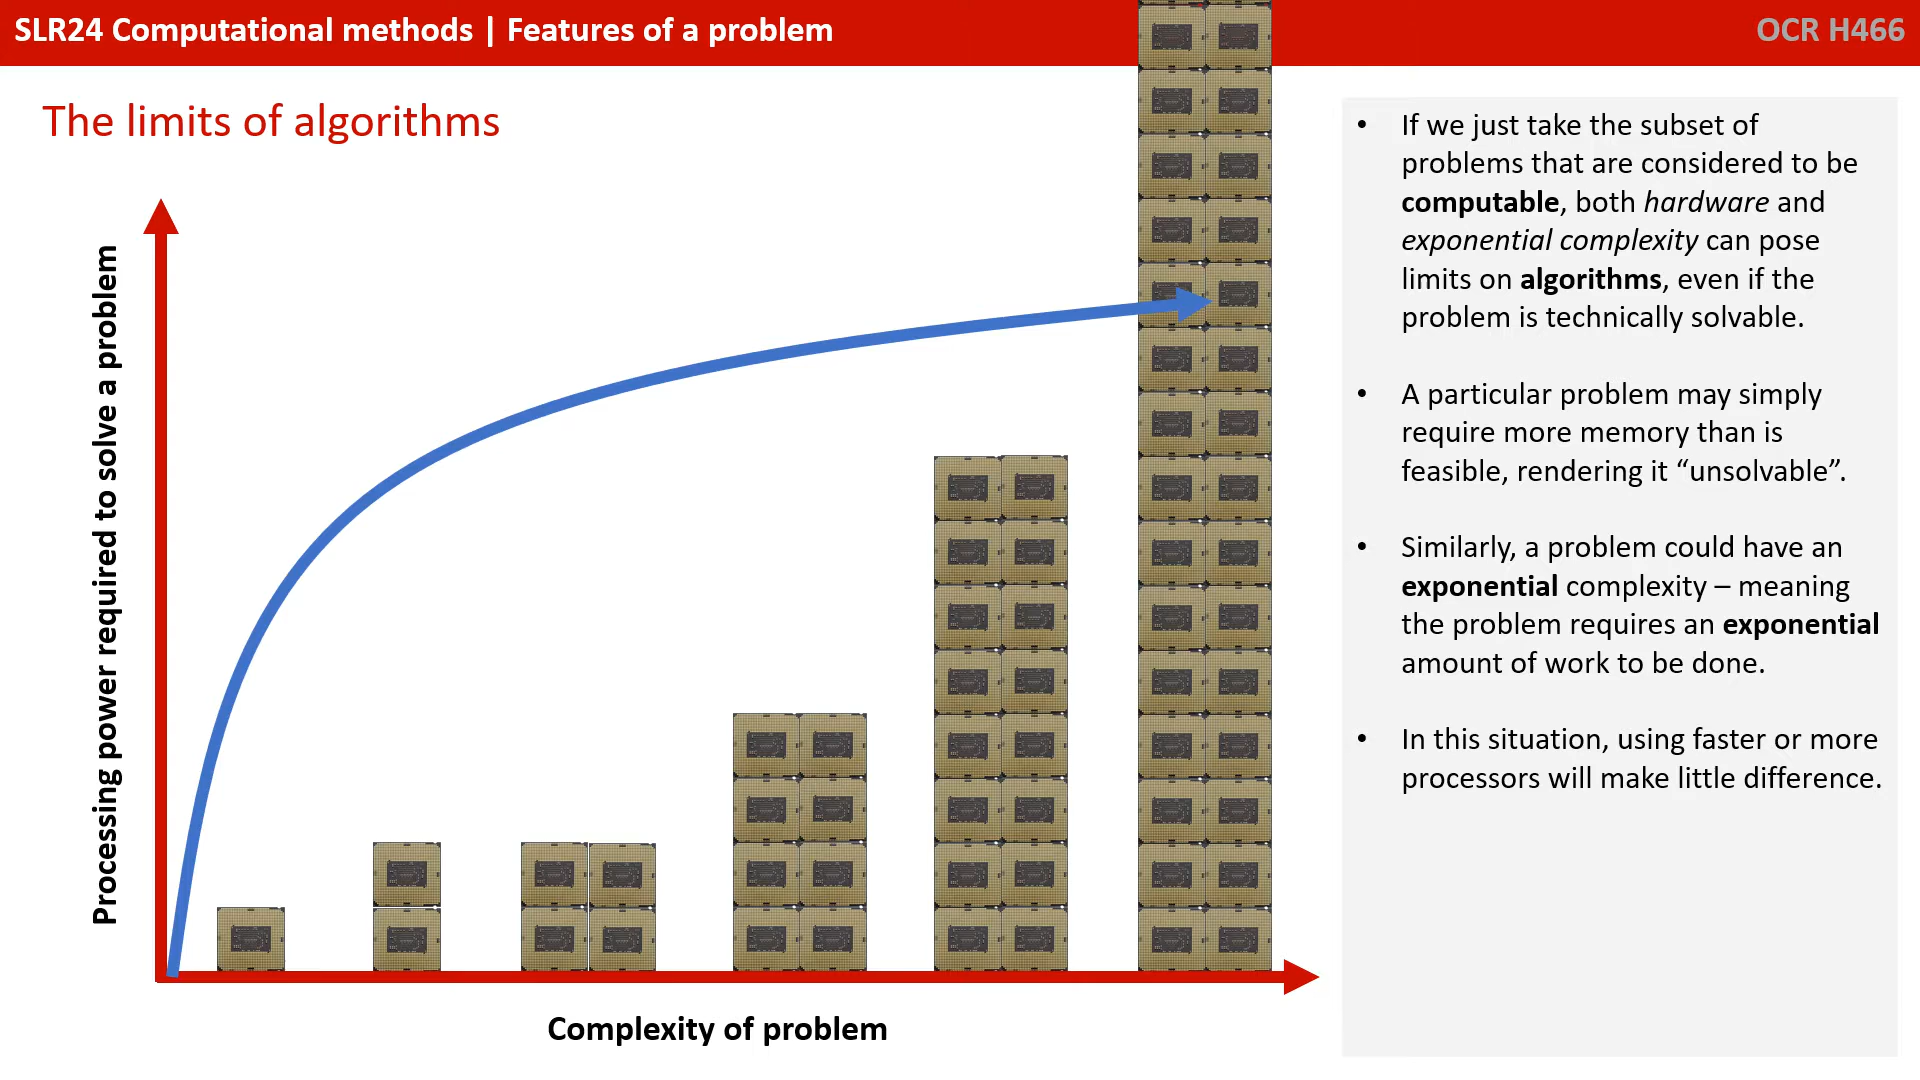 SLR24 Computational methods | Features of a problem
OCR H466
The limits of algorithms
Processing power required to solve a problem
Complexity of problem
• If we just take the subset of
problems that are considered to be
computable, both hardware and
exponential complexity can pose
limits on algorithms, even if the
problem is technically solvable.
• A particular problem may simply
require more memory than is
feasible, rendering it “unsolvable”.
• Similarly, a problem could have an
exponential complexity – meaning
the problem requires an exponential
amount of work to be done.
• In this situation, using faster or more
processors will make little difference.